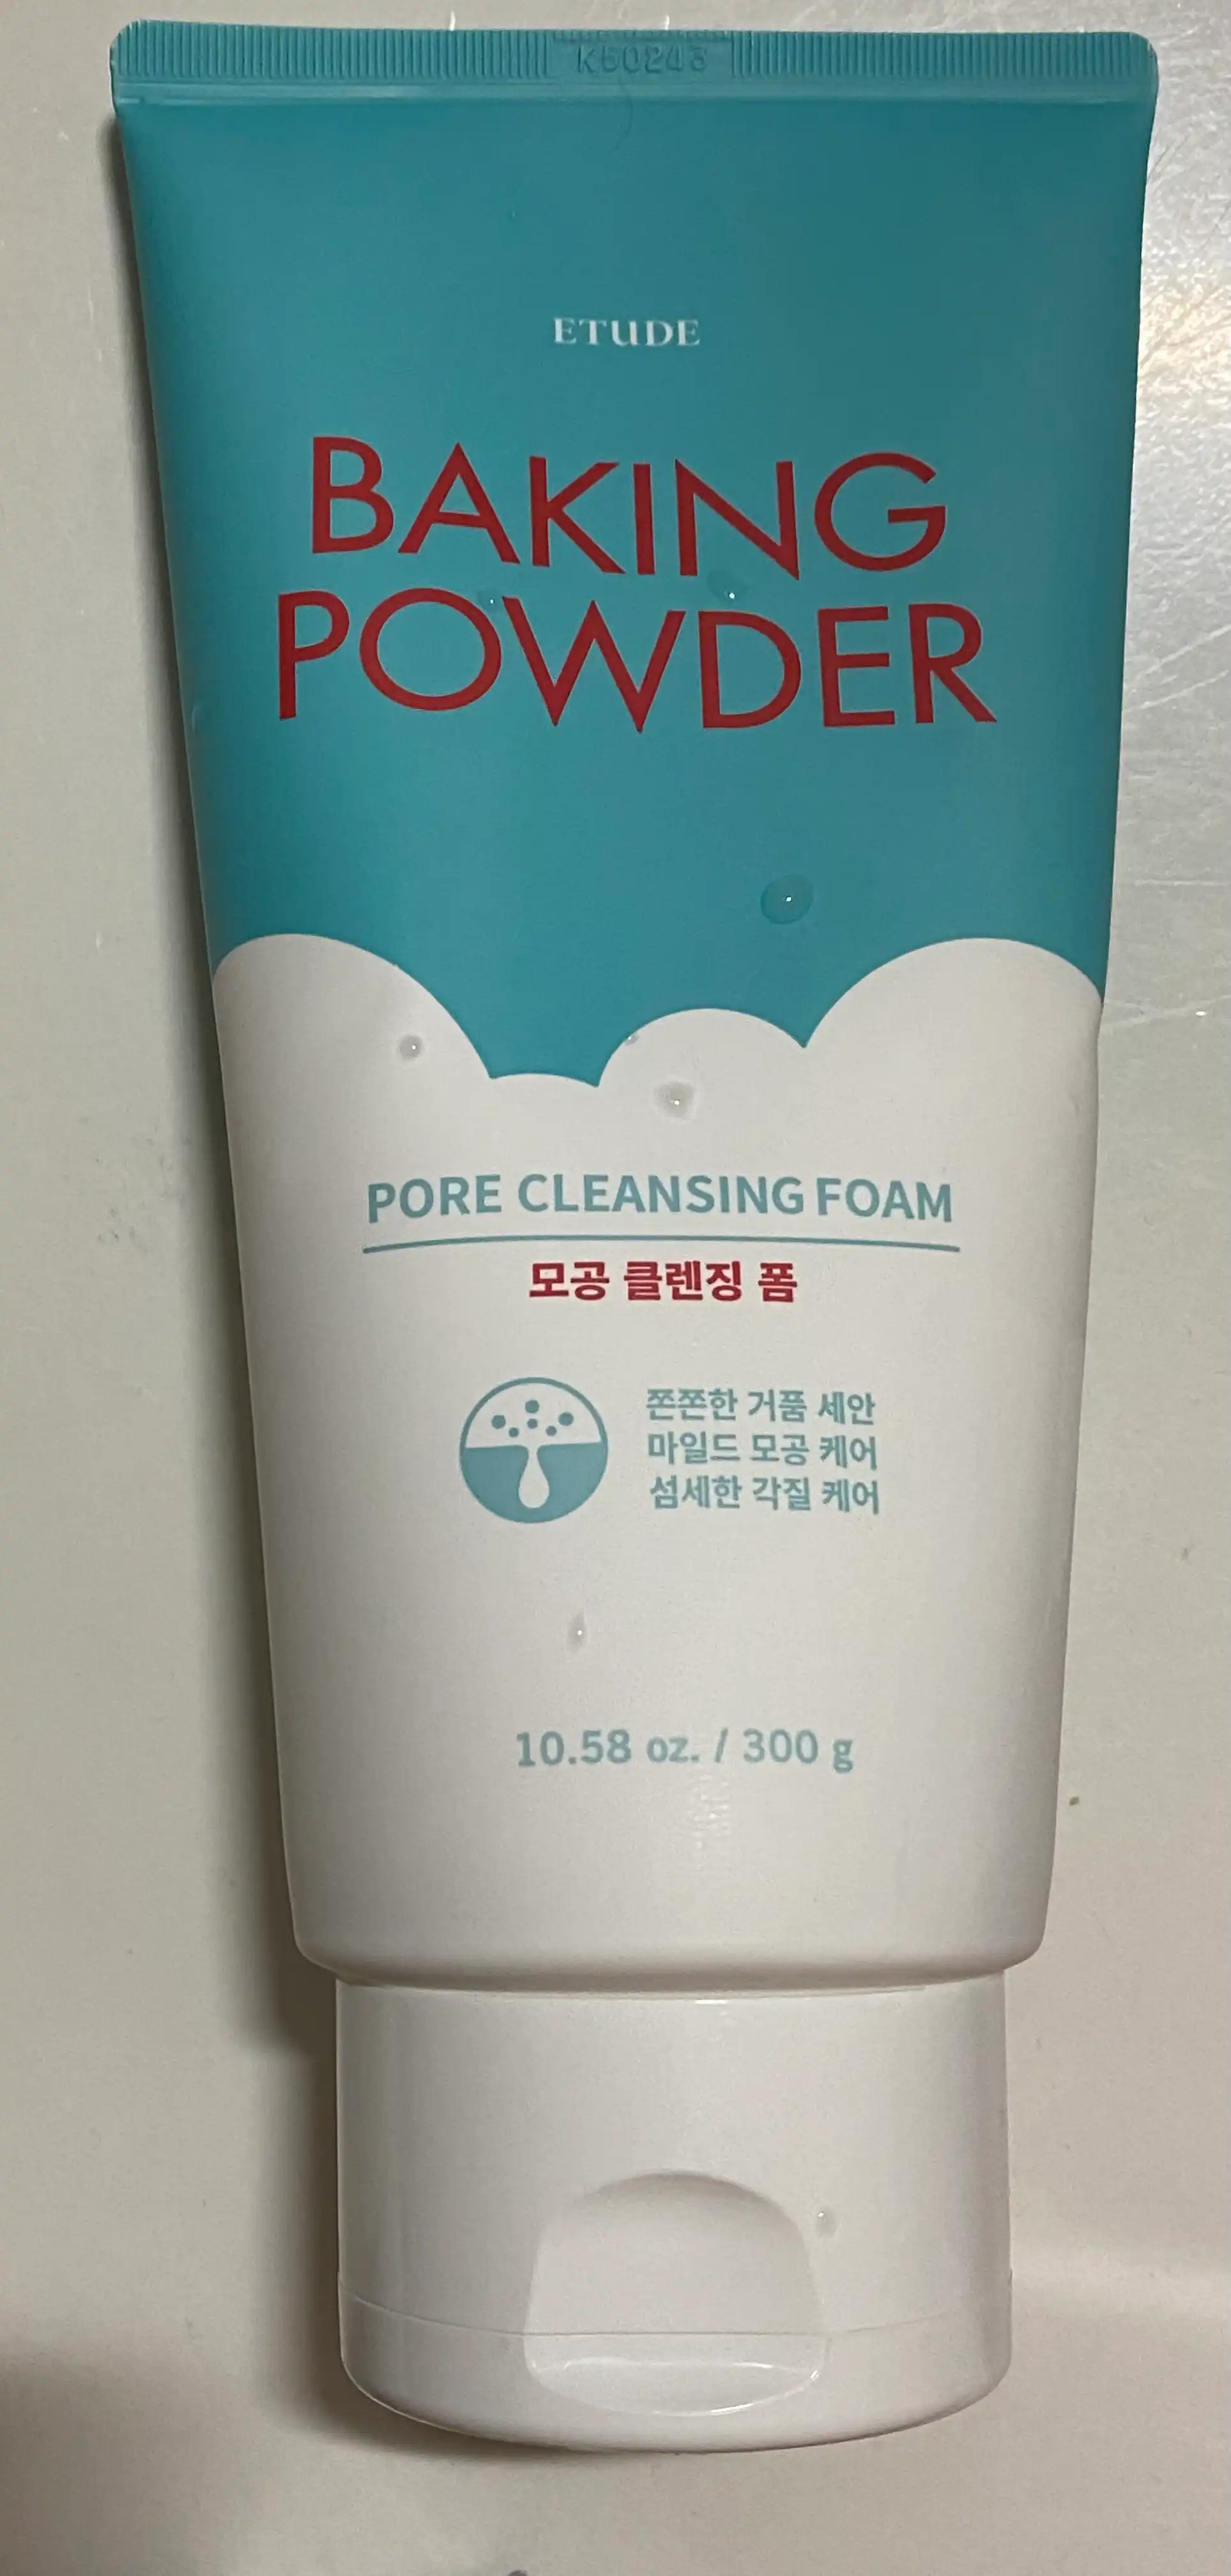 K50243
ETUDE
BAKING
POWDER
PORE CLEANSING FOAM
모공 클렌징 폼
쫀쫀한 거품 세안
마일드 모공 케어
섬세한 각질 케어
10.58 oz. / 300 g